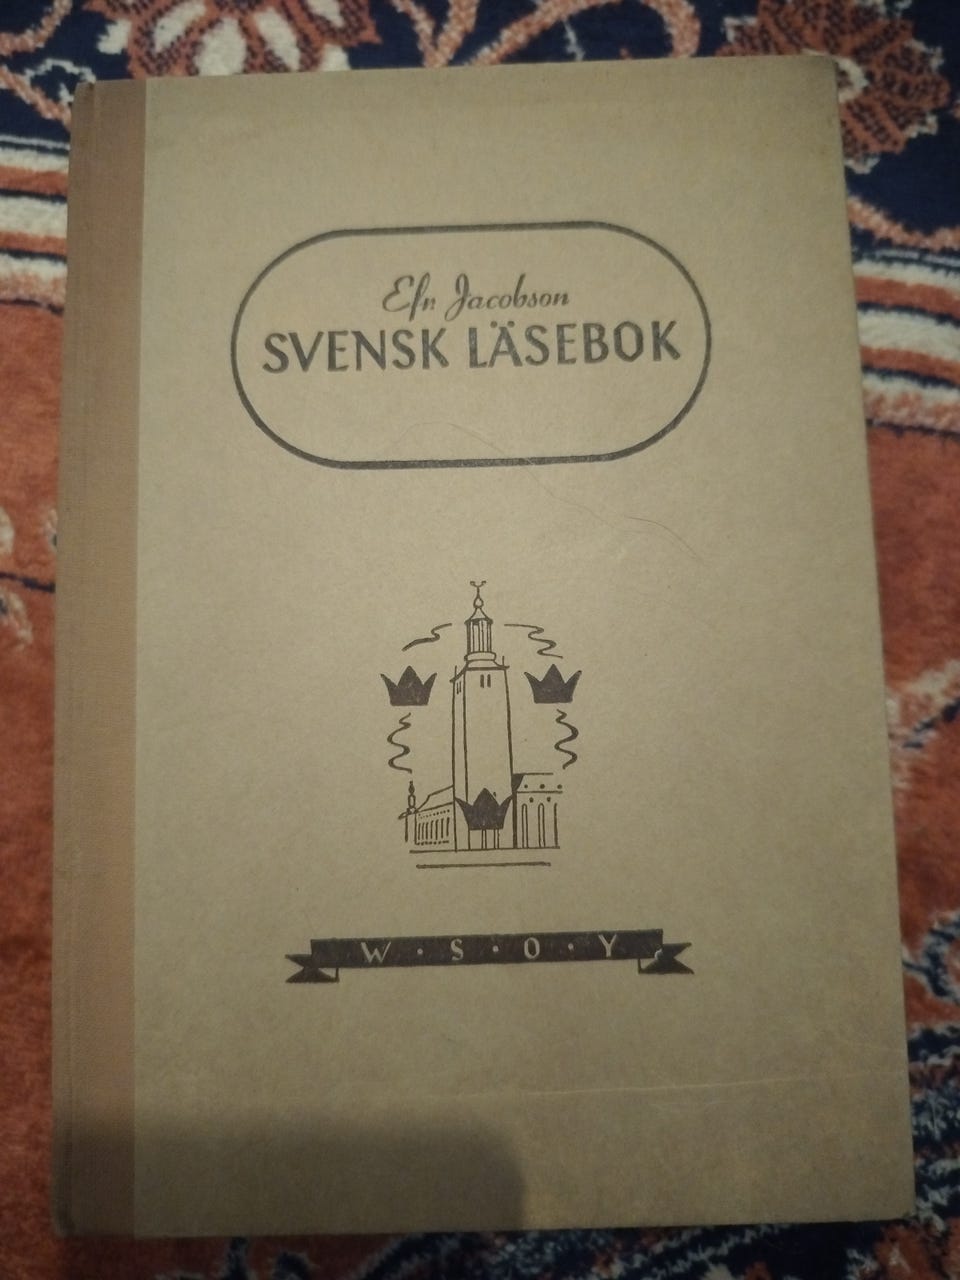 Efr. Jacobson
SVENSK LÄSEBOK
W · S · O · Y